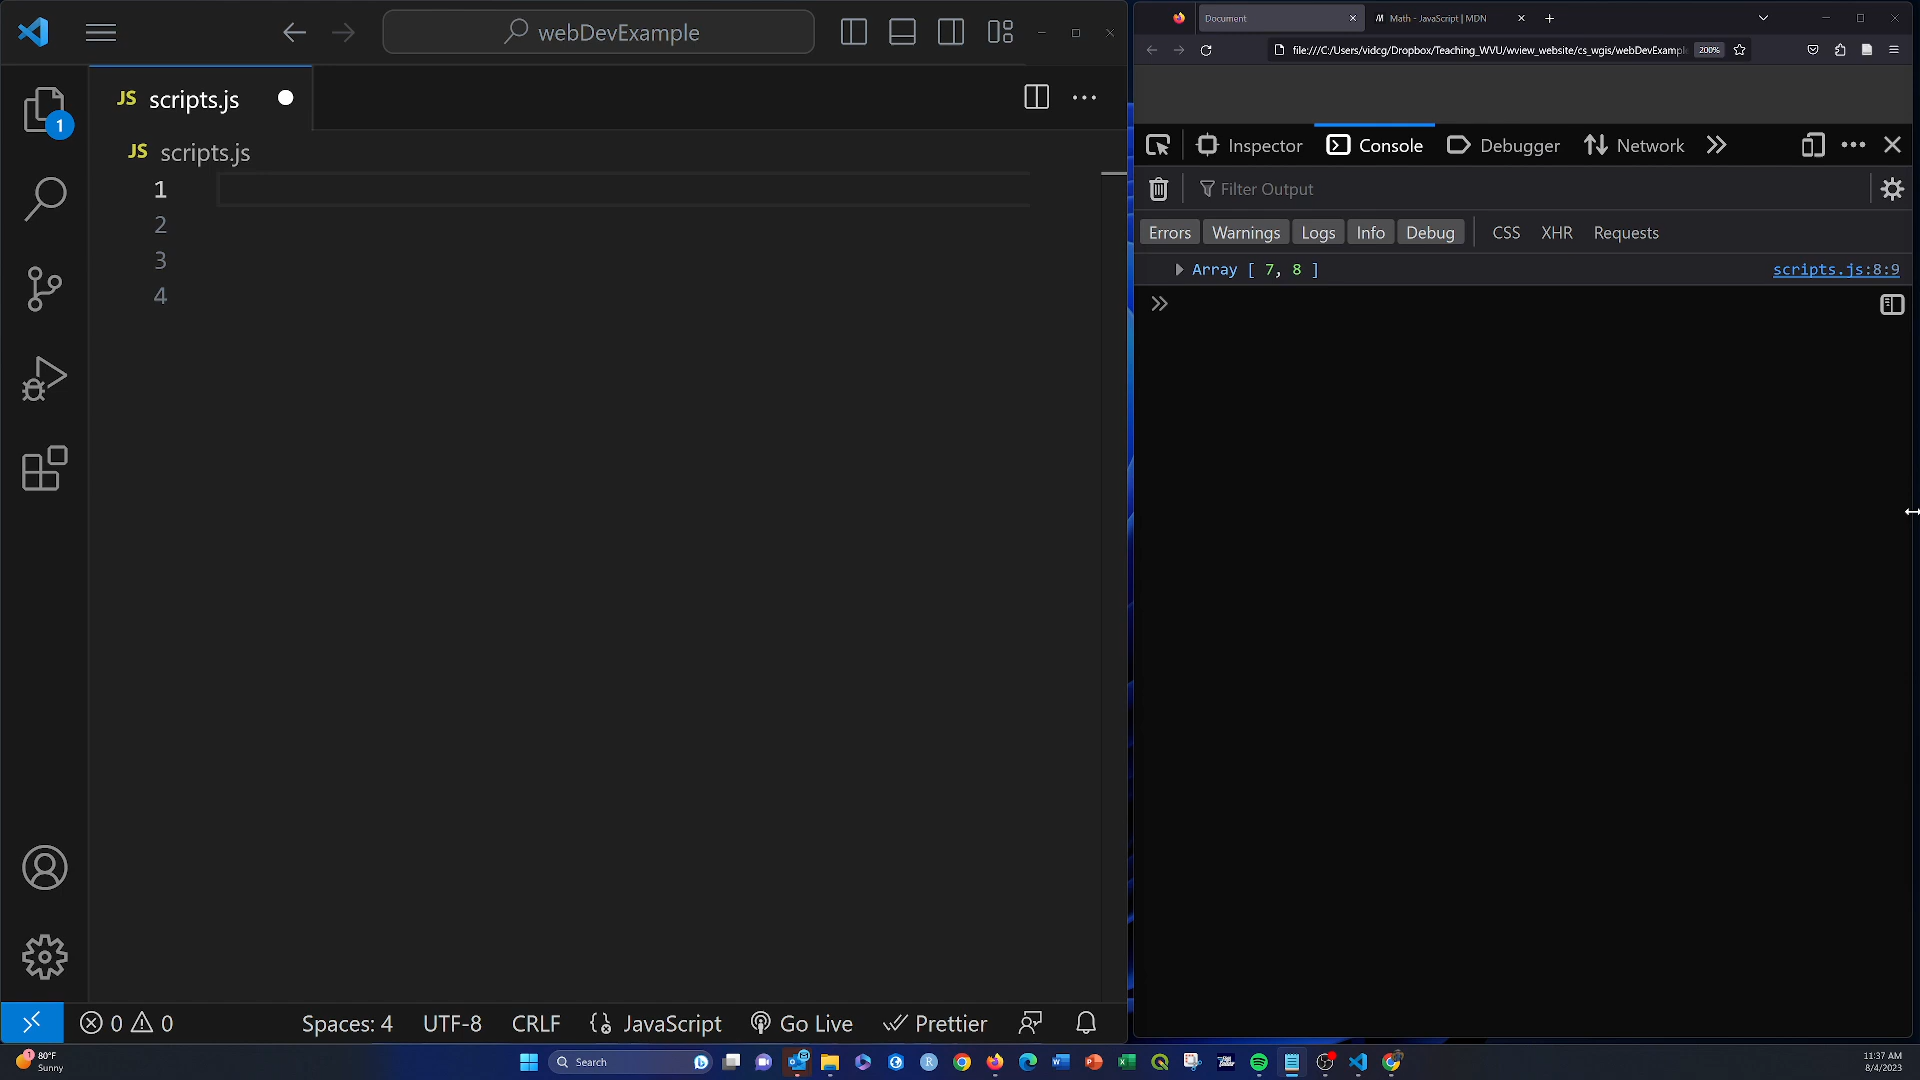 webDevExample
JS scripts.js
JS scripts.js
1
2
3
4
1
0 0
Spaces: 4 UTF-8 CRLF JavaScript Go Live Prettier
Document
Math - JavaScript | MDN
file:///C:/Users/vidcg/Dropbox/Teaching_WVU/wview_website/cs_wgis/webDevExample
200%
Inspector Console Debugger Network
Filter Output
Errors Warnings Logs Info Debug CSS XHR Requests
Array [ 7, 8 ] scripts.js:8:9
1
80°F
Sunny
Search
11:37 AM
8/4/2023